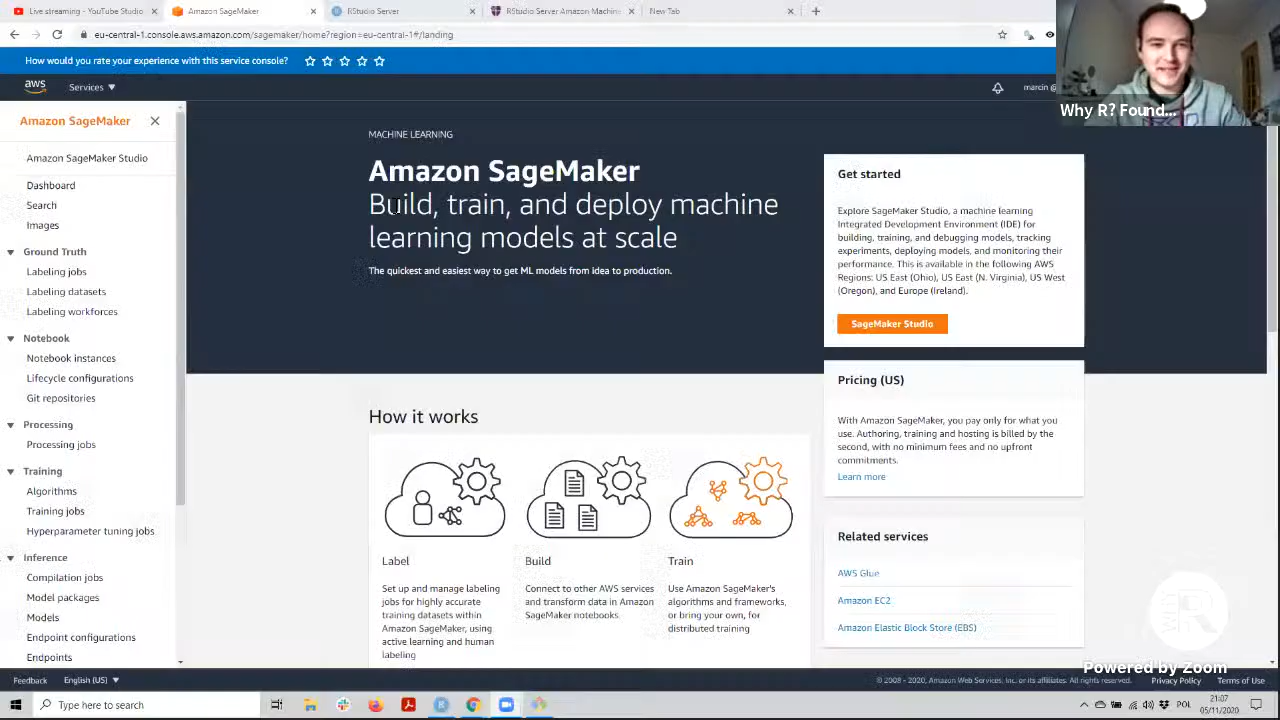 Live streaming - YouTube Studio
Amazon SageMaker
RStudio Server
RStudio Server Amazon Machine
New Tab
eu-central-1.console.aws.amazon.com/sagemaker/home?region=eu-central-1#/landing
How would you rate your experience with this service console?
aws
Services
marcin @
Why R? Found...
Amazon SageMaker
Amazon SageMaker Studio
Dashboard
Search
Images
Ground Truth
Labeling jobs
Labeling datasets
Labeling workforces
Notebook
Notebook instances
Lifecycle configurations
Git repositories
Processing
Processing jobs
Training
Algorithms
Training jobs
Hyperparameter tuning jobs
Inference
Compilation jobs
Model packages
Models
Endpoint configurations
Endpoints
MACHINE LEARNING
Amazon SageMaker
Build, train, and deploy machine
learning models at scale
The quickest and easiest way to get ML models from idea to production.
Get started
Explore SageMaker Studio, a machine learning
Integrated Development Environment (IDE) for
building, training, and debugging models, tracking
experiments, deploying models, and monitoring their
performance. This is available in the following AWS
Regions: US East (Ohio), US East (N. Virginia), US West
(Oregon), and Europe (Ireland).
SageMaker Studio
Pricing (US)
With Amazon SageMaker, you pay only for what you
use. Authoring, training and hosting is billed by the
second, with no minimum fees and no upfront
commitments.
Learn more
Related services
AWS Glue
Amazon EC2
Amazon Elastic Block Store (EBS)
How it works
Label
Set up and manage labeling
jobs for highly accurate
training datasets within
Amazon SageMaker, using
active learning and human
labeling
Build
Connect to other AWS services
and transform data in Amazon
SageMaker notebooks.
Train
Use Amazon SageMaker's
algorithms and frameworks,
or bring your own, for
distributed training
Powered by Zoom
Feedback
English (US)
© 2008 - 2020, Amazon Web Services, Inc. or its affiliates. All rights reserved.
Privacy Policy
Terms of Use
Type here to search
POL
21:07
05/11/2020